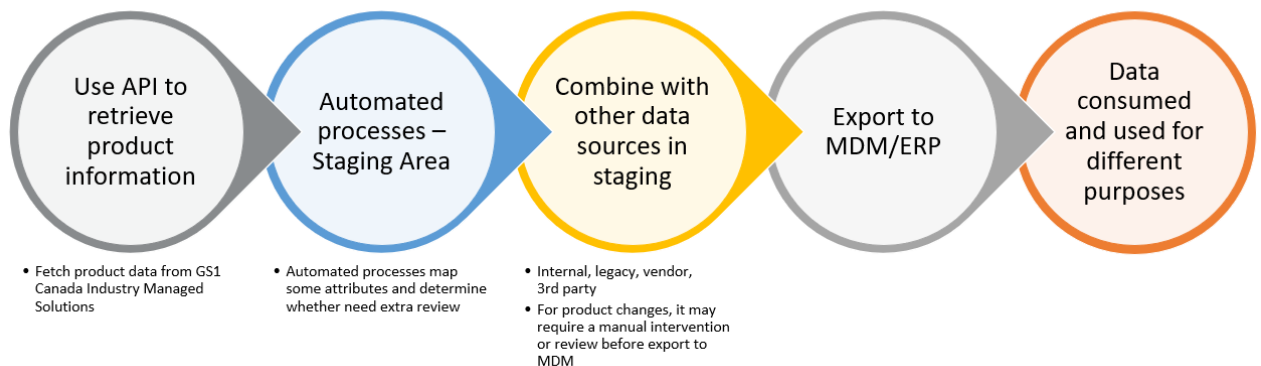 Use API to
retrieve
product
information
• Fetch product data from GS1
Canada Industry Managed
Solutions
Automated
processes –
Staging Area
• Automated processes map
some attributes and determine
whether need extra review
Combine with
other data
sources in
staging
• Internal, legacy, vendor,
3rd party
• For product changes, it may
require a manual intervention
or review before export to
MDM
Export to
MDM/ERP
Data
consumed
and used for
different
purposes